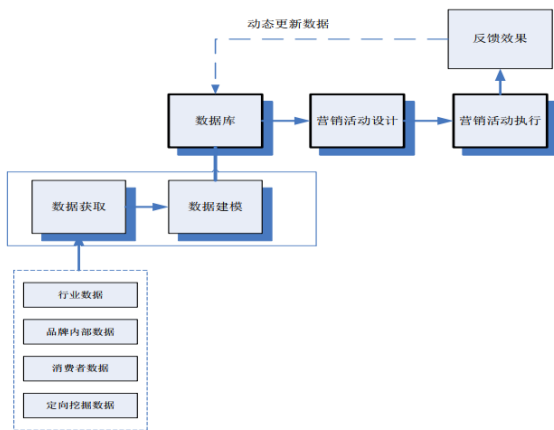 动态更新数据
反馈效果
数据库
营销活动设计
营销活动执行
数据获取
数据建模
行业数据
品牌内部数据
消费者数据
定向挖掘数据